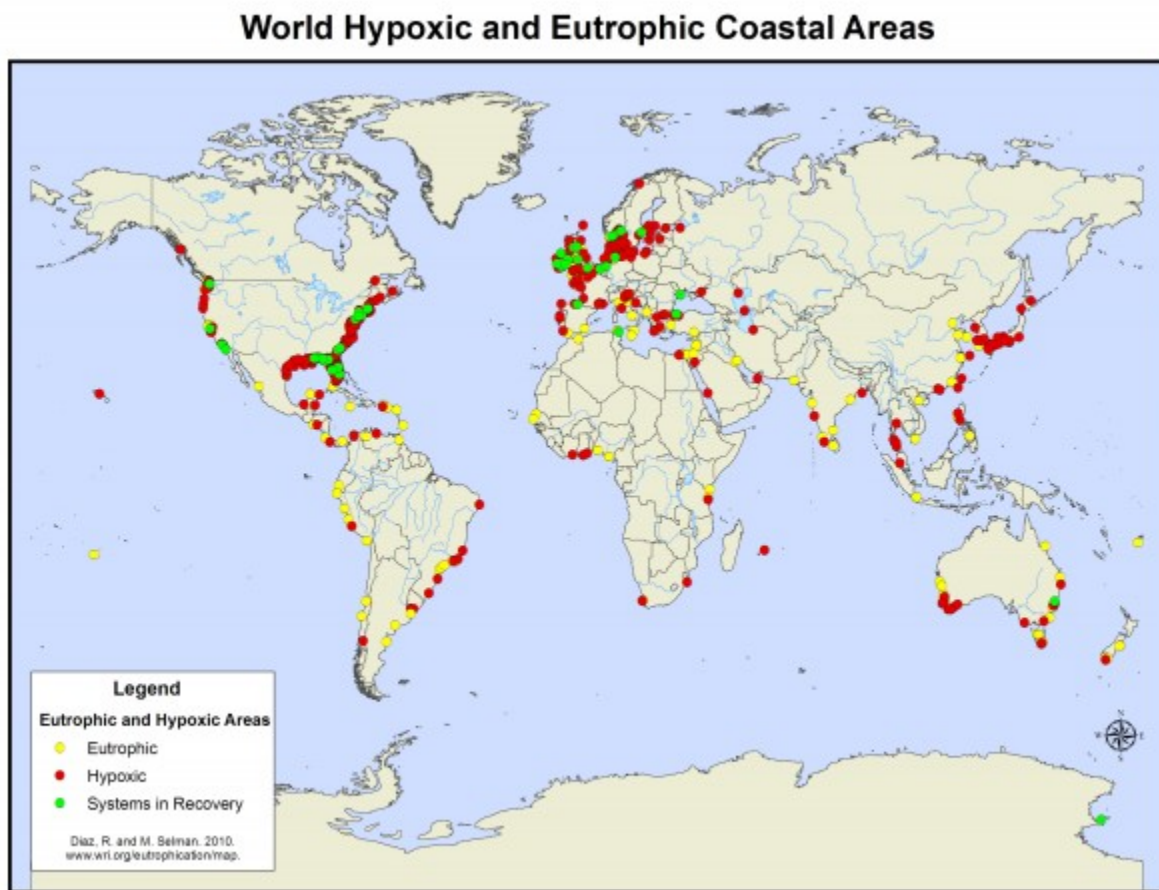 World Hypoxic and Eutrophic Coastal Areas
Legend
Eutrophic and Hypoxic Areas
Eutrophic
Hypoxic
Systems in Recovery
Diaz, R. and M. Selman. 2010.
www.wri.org/eutrophication/map.
N
W
E
S